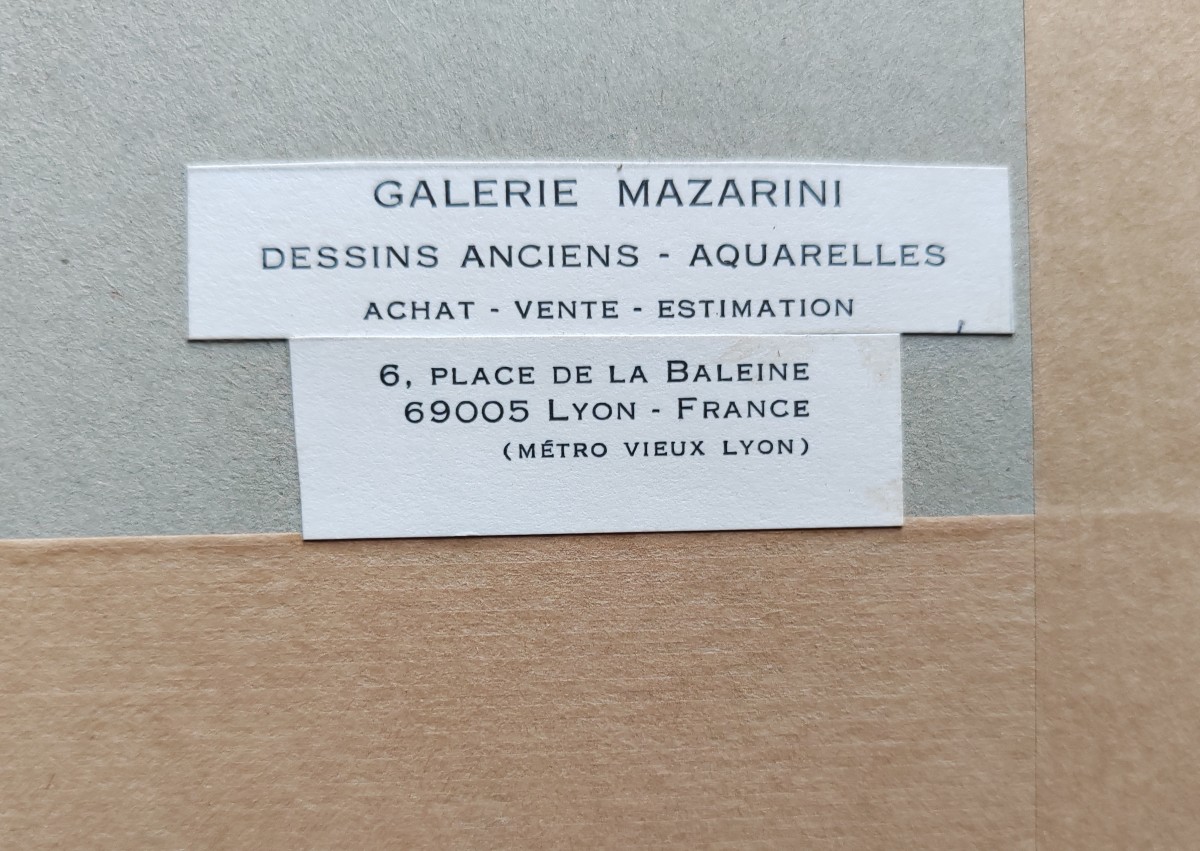 GALERIE MAZARINI
DESSINS ANCIENS - AQUARELLES
ACHAT - VENTE - ESTIMATION
6, PLACE DE LA BALEINE
69005 LYON - FRANCE
(MÉTRO VIEUX LYON)